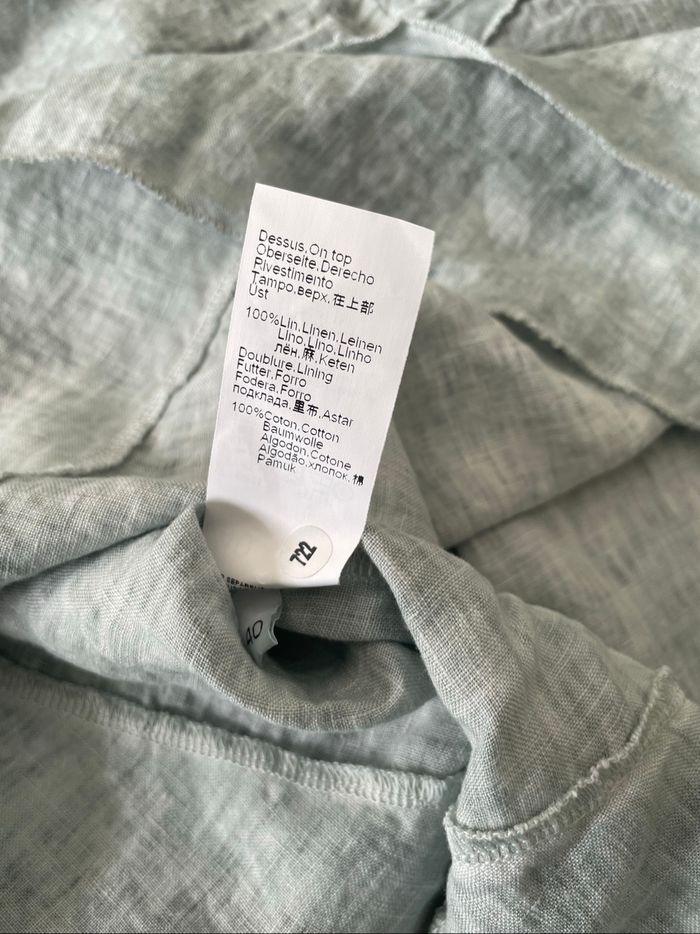 Dessus.On top
Oberseite.Derecho
Rivestimento
Tampo.верх.在上部
Üst
100%Lin.Linen.Leinen
Lino.Lino.Linho
лён.麻.Keten
Doublure.Lining
Futter.Forro
Fodera.Forro
подклада.里布.Astar
100%Coton.Cotton
Baumwolle
Algodon.Cotone
Algodão.хлопок.棉
Pamuk
722
40